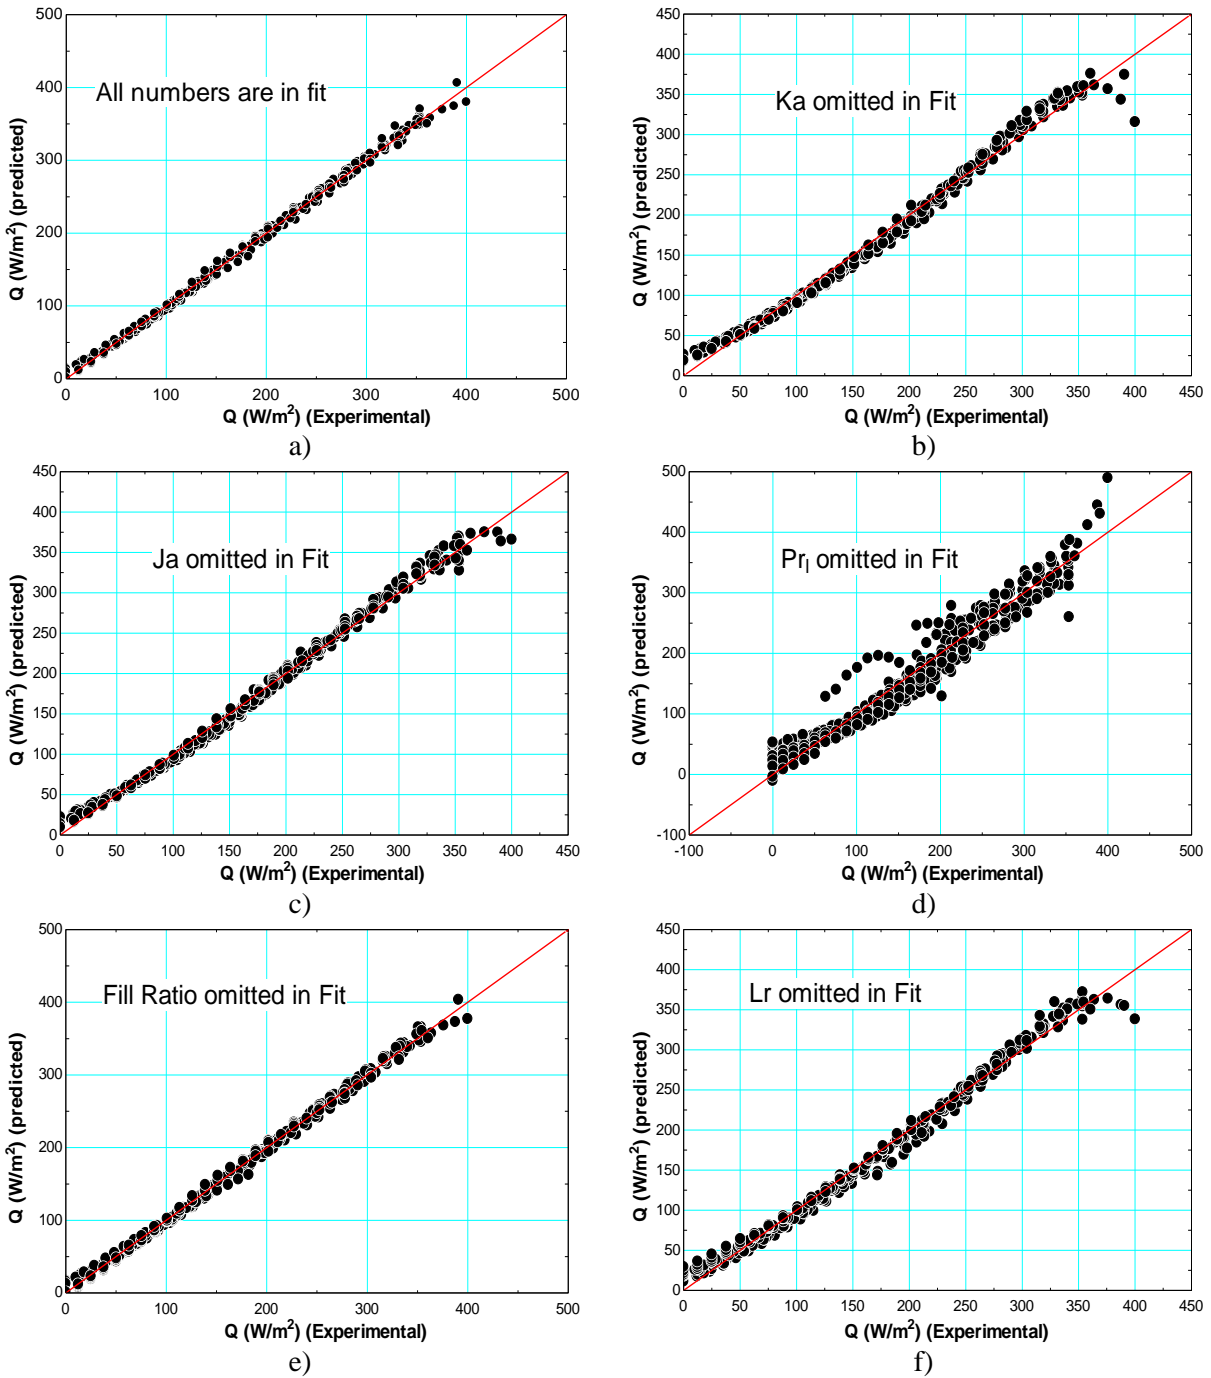 500
400
300
200
100
0
Q (W/m²) (predicted)
All numbers are in fit
0 100 200 300 400 500
Q (W/m²) (Experimental)
a)
450
400
350
300
250
200
150
100
50
0
Q (W/m²) (predicted)
Ka omitted in Fit
0 50 100 150 200 250 300 350 400 450
Q (W/m²) (Experimental)
b)
450
400
350
300
250
200
150
100
50
0
Q (W/m²) (predicted)
Ja omitted in Fit
0 50 100 150 200 250 300 350 400 450
Q (W/m²) (Experimental)
c)
500
400
300
200
100
0
-100
Q (W/m²) (predicted)
Prₗ omitted in Fit
-100 0 100 200 300 400 500
Q (W/m²) (Experimental)
d)
500
400
300
200
100
0
Q (W/m²) (predicted)
Fill Ratio omitted in Fit
0 100 200 300 400 500
Q (W/m²) (Experimental)
e)
450
400
350
300
250
200
150
100
50
0
Q (W/m²) (predicted)
Lr omitted in Fit
0 50 100 150 200 250 300 350 400 450
Q (W/m²) (Experimental)
f)